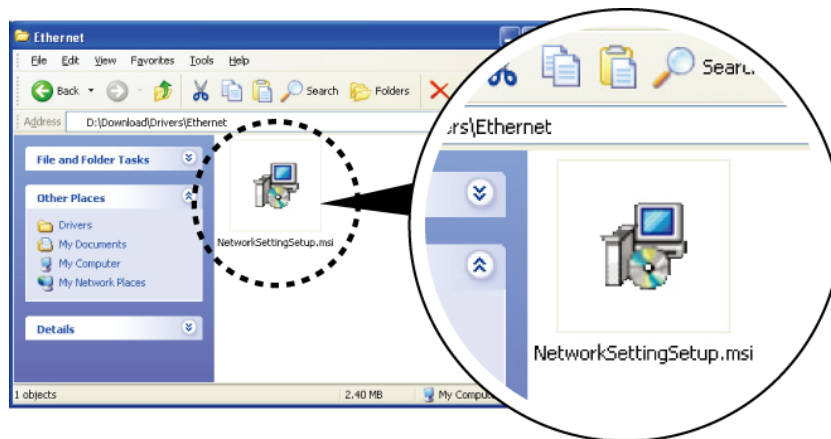 Ethernet
File Edit View Favorites Tools Help
Back Search Folders
Address D:\Download\Drivers\Ethernet
File and Folder Tasks
Other Places
Drivers
My Documents
My Computer
My Network Places
Details
NetworkSettingSetup.msi
1 objects 2.40 MB My
Ethernet
NetworkSettingSetup.msi